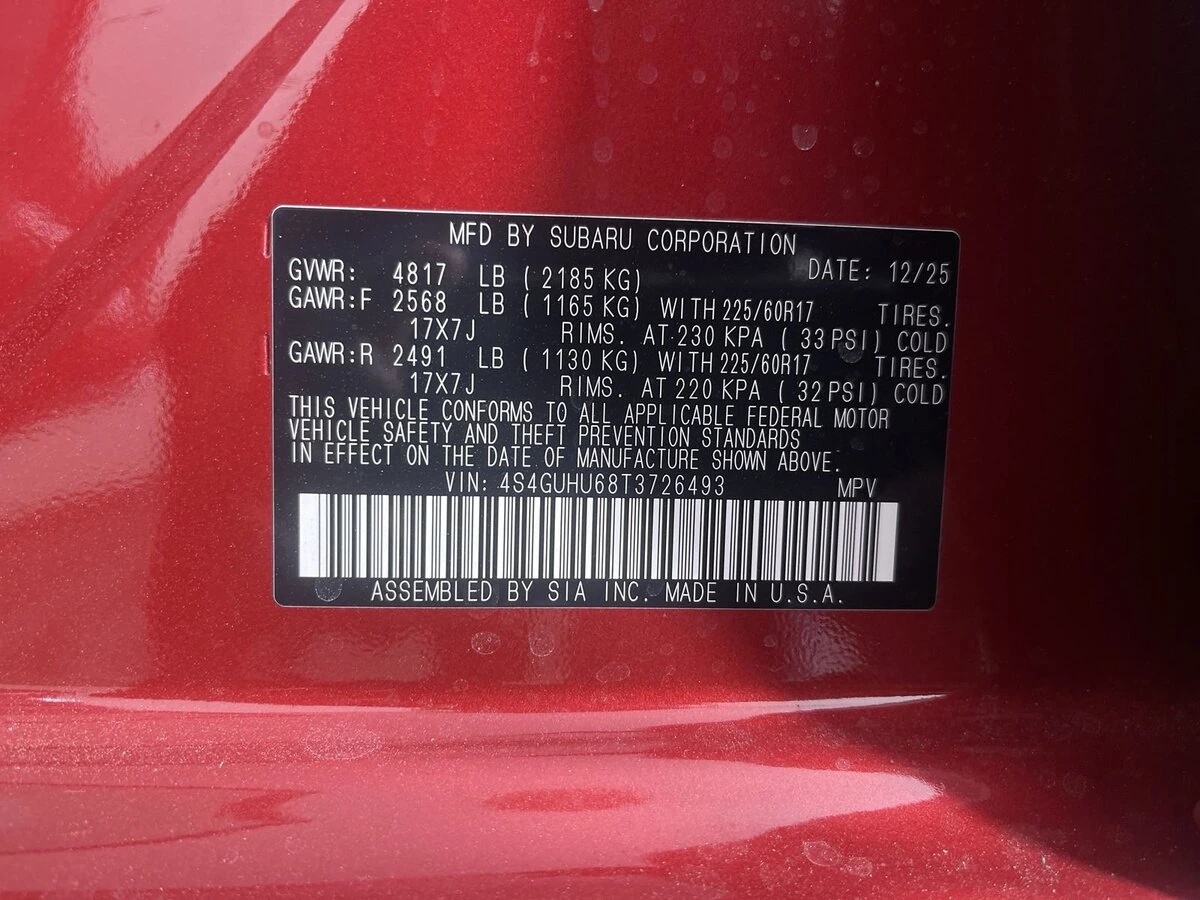 MFD BY SUBARU CORPORATION
GVWR: 4817 LB ( 2185 KG) DATE: 12/25
GAWR:F 2568 LB ( 1165 KG) WITH 225/60R17 TIRES.
17X7J RIMS. AT 230 KPA ( 33 PSI) COLD
GAWR:R 2491 LB ( 1130 KG) WITH 225/60R17 TIRES.
17X7J RIMS. AT 220 KPA ( 32 PSI) COLD
THIS VEHICLE CONFORMS TO ALL APPLICABLE FEDERAL MOTOR
VEHICLE SAFETY AND THEFT PREVENTION STANDARDS
IN EFFECT ON THE DATE OF MANUFACTURE SHOWN ABOVE.
VIN: 4S4GUHU68T3726493 MPV
ASSEMBLED BY SIA INC. MADE IN U.S.A.